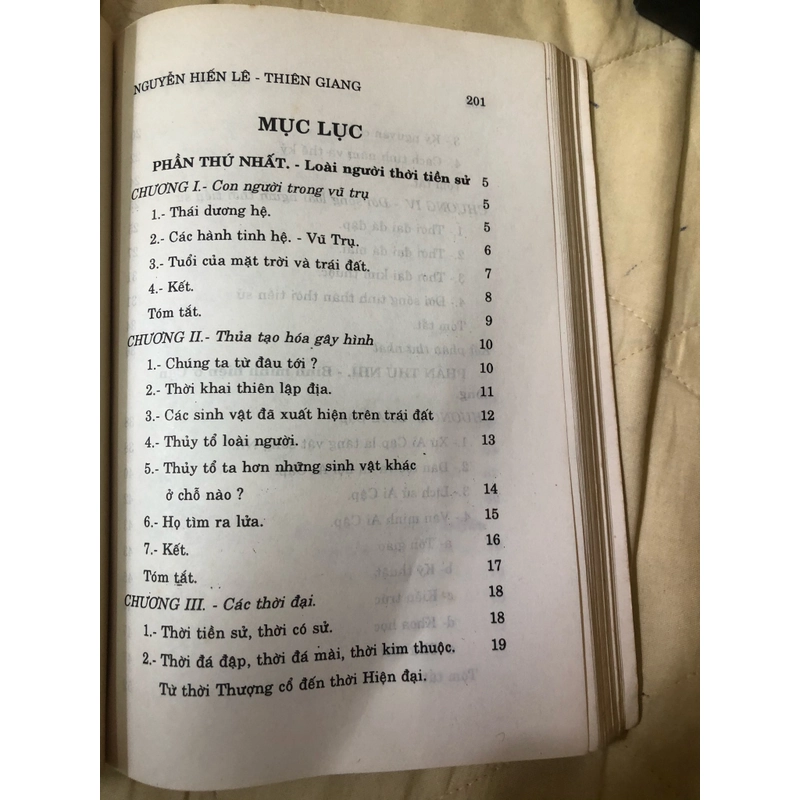 NGUYỄN HIẾN LÊ - THIÊN GIANG 201
MỤC LỤC
PHẦN THỨ NHẤT. - Loài người thời tiền sử 5
CHƯƠNG I.- Con người trong vũ trụ 5
1.- Thái dương hệ. 5
2.- Các hành tinh hệ. - Vũ Trụ. 6
3.- Tuổi của mặt trời và trái đất. 7
4.- Kết. 8
Tóm tắt. 9
CHƯƠNG II.- Thủa tạo hóa gây hình 10
1.- Chúng ta từ đâu tới ? 10
2.- Thời khai thiên lập địa. 11
3.- Các sinh vật đã xuất hiện trên trái đất 12
4.- Thủy tổ loài người. 13
5.- Thủy tổ ta hơn những sinh vật khác
ở chỗ nào ? 14
6.- Họ tìm ra lửa. 15
7.- Kết. 16
Tóm tắt. 17
CHƯƠNG III. - Các thời đại. 18
1.- Thời tiền sử, thời có sử. 18
2.- Thời đá đập, thời đá mài, thời kim thuộc. 19
Từ thời Thượng cổ đến thời Hiện đại.